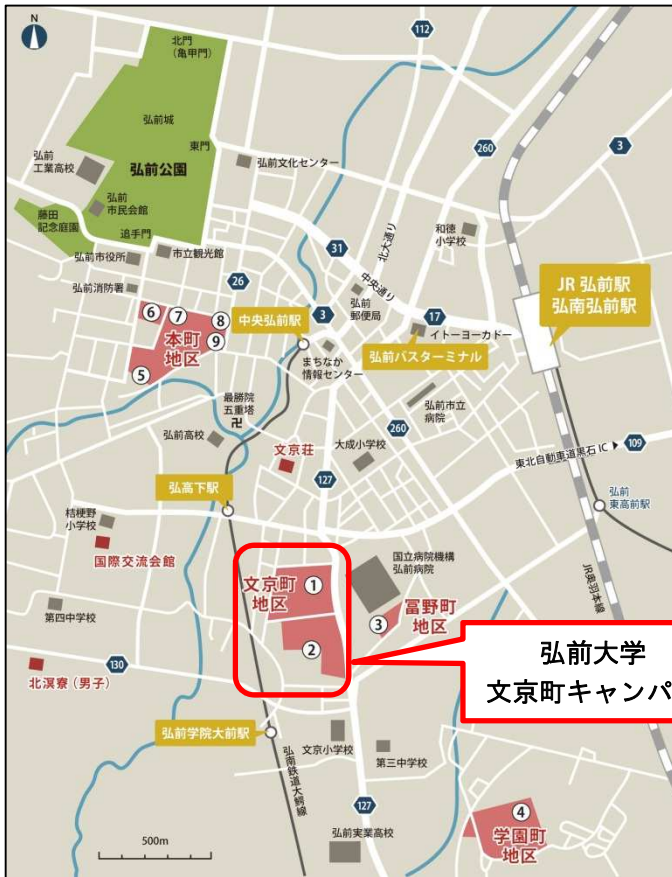 N
北門
(亀甲門)
112
弘前城
東門
260
3
弘前
工業高校
弘前公園
弘前文化センター
弘前
市民会館
藤田
記念庭園
追手門
北大通り
和徳
小学校
弘前市役所
市立観光館
31
中央通り
JR 弘前駅
弘南弘前駅
弘前消防署
26
弘前
郵便局
17
イトーヨーカドー
6
7
8
中央弘前駅
3
9
本町
地区
まちなか
情報センター
弘前バスターミナル
5
最勝院
五重塔
卍
弘前市立
病院
弘前高校
260
大成小学校
109
文京荘
127
東北自動車道黒石 IC ▶
弘高下駅
弘前
東高前駅
桔梗野
小学校
国際交流会館
国立病院機構
弘前病院
JR奥羽本線
文京町
地区
1
冨野町
地区
第四中学校
3
2
弘前大学
文京町キャンパ
130
北溟寮(男子)
弘前学院大前駅
弘南鉄道大鰐線
文京小学校
第三中学校
127
4
学園町
地区
500m
弘前実業高校